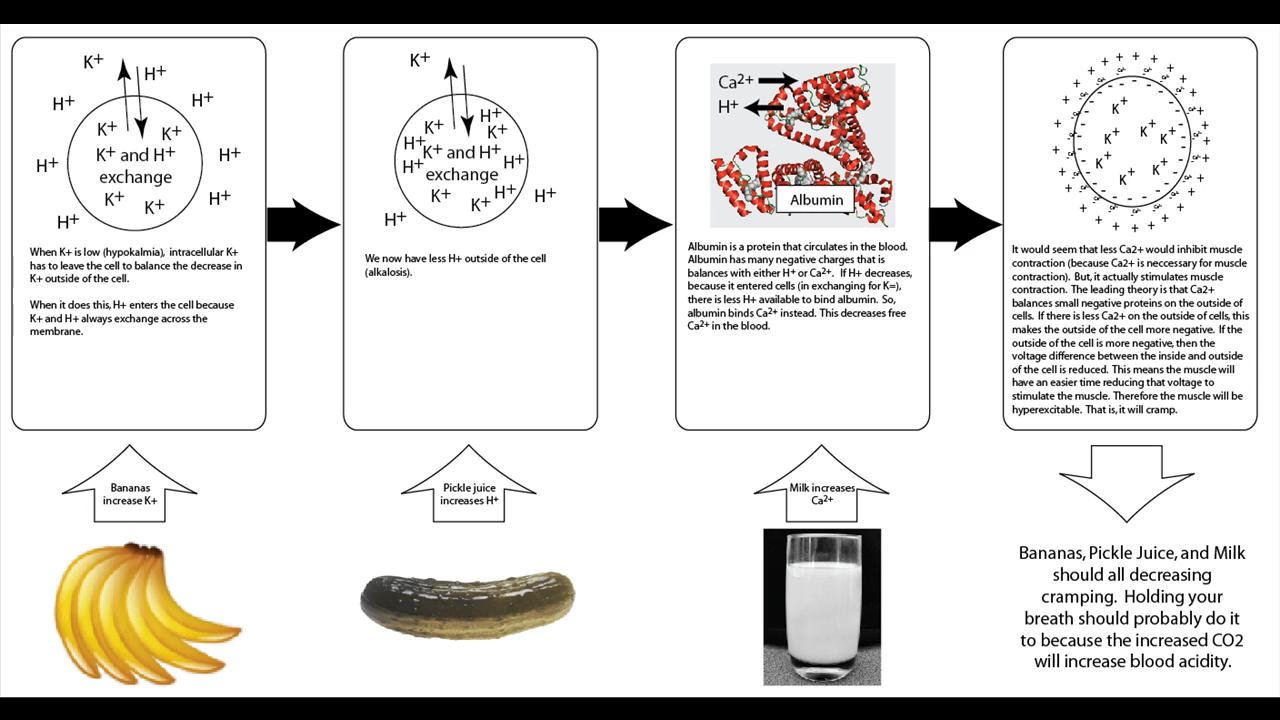 K+
H+
H+
H+
K+
K+
K+ and H+
exchange
H+
H+
K+
K+
H+
H+
When K+ is low (hypokalmia), intracellular K+
has to leave the cell to balance the decrease in
K+ outside of the cell.
When it does this, H+ enters the cell because
K+ and H+ always exchange across the
membrane.
K+
H+
K+
K+
H+
K+ and H+
H+
H+
exchange
K+
K+
H+
H+
H+
We now have less H+ outside of the cell
(alkalosis).
Ca2+
H+
Albumin
Albumin is a protein that circulates in the blood.
Albumin has many negative charges that is
balances with either H+ or Ca2+. If H+ decreases,
because it entered cells (in exchanging for K=),
there is less H+ available to bind albumin. So,
albumin binds Ca2+ instead. This decreases free
Ca2+ in the blood.
K+
K+
K+
K+
K+
K+
K+
It would seem that less Ca2+ would inhibit muscle
contraction (because Ca2+ is neccessary for muscle
contraction). But, it actually stimulates muscle
contraction. The leading theory is that Ca2+
balances small negative proteins on the outside of
cells. If there is less Ca2+ on the outside of cells, this
makes the outside of the cell more negative. If the
outside of the cell is more negative, then the
voltage difference between the inside and outside
of the cell is reduced. This means the muscle will
have an easier time reducing that voltage to
stimulate the muscle. Therefore the muscle will be
hyperexcitable. That is, it will cramp.
Bananas
increase K+
Pickle juice
increases H+
Milk increases
Ca2+
Bananas, Pickle Juice, and Milk
should all decreasing
cramping. Holding your
breath should probably do it
to because the increased CO2
will increase blood acidity.